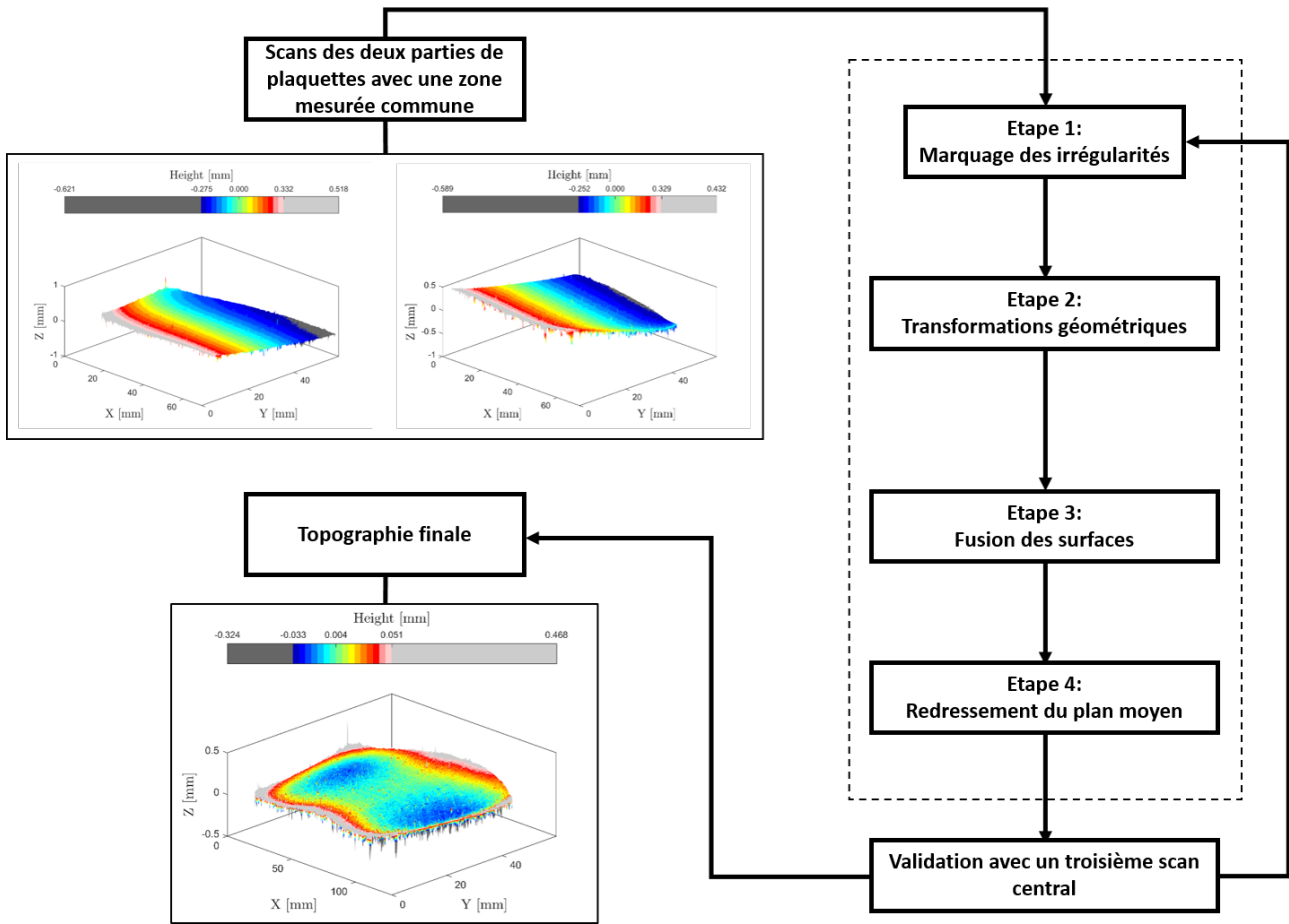 Scans des deux parties de
plaquettes avec une zone
mesurée commune
Height [mm]
-0.621 -0.275 0.000 0.332 0.518
1
0
-1
Z [mm]
0
20
40
60
X [mm]
0
20
40
Y [mm]
Height [mm]
-0.589 -0.252 0.000 0.329 0.432
0.5
0
-0.5
-1
Z [mm]
0
20
40
60
X [mm]
0
20
40
Y [mm]
Etape 1:
Marquage des irrégularités
Etape 2:
Transformations géométriques
Etape 3:
Fusion des surfaces
Etape 4:
Redressement du plan moyen
Validation avec un troisième scan
central
Topographie finale
Height [mm]
-0.324 -0.033 0.004 0.051 0.468
0.5
0
-0.5
Z [mm]
0
50
100
X [mm]
0
20
40
Y [mm]